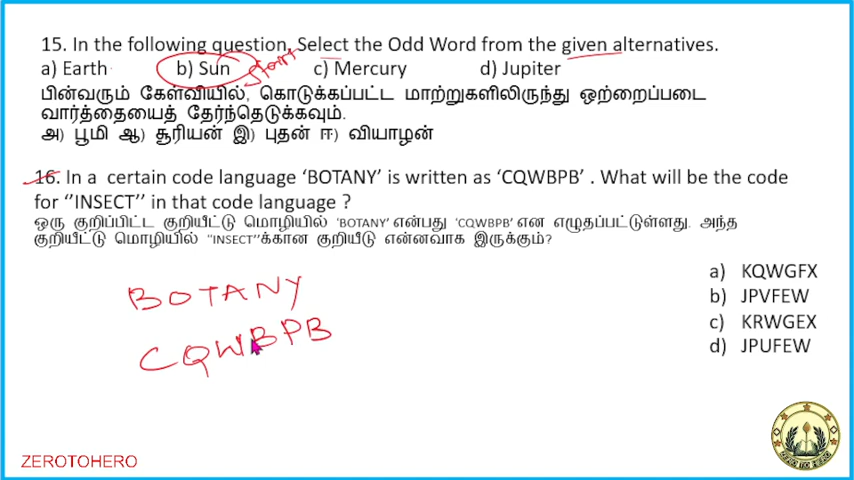 15. In the following question, Select the Odd Word from the given alternatives.
a) Earth b) Sun Start c) Mercury d) Jupiter
பின்வரும் கேள்வியில், கொடுக்கப்பட்ட மாற்றுகளிலிருந்து ஒற்றைப்படை
வார்த்தையைத் தேர்ந்தெடுக்கவும்.
அ) பூமி ஆ) சூரியன் இ) புதன் ஈ) வியாழன்
16. In a certain code language ‘BOTANY’ is written as ‘CQWBPB’ . What will be the code
for ‘’INSECT’’ in that code language ?
ஒரு குறிப்பிட்ட குறியீட்டு மொழியில் ‘BOTANY’ என்பது ‘CQWBPB’ என எழுதப்பட்டுள்ளது. அந்த
குறியீட்டு மொழியில் ‘’INSECT’’க்கான குறியீடு என்னவாக இருக்கும்?
a) KQWGFX
b) JPVFEW
c) KRWGEX
d) JPUFEW
BOTANY
CQWBPB
ZEROTOHERO